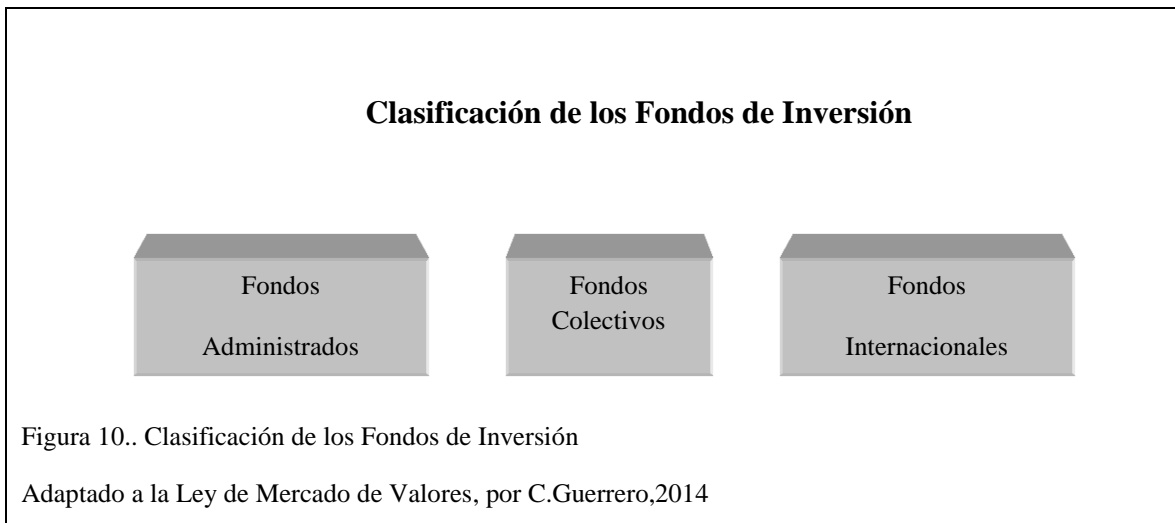 Clasificación de los Fondos de Inversión
Fondos
Administrados
Fondos
Colectivos
Fondos
Internacionales
Figura 10.. Clasificación de los Fondos de Inversión
Adaptado a la Ley de Mercado de Valores, por C.Guerrero,2014